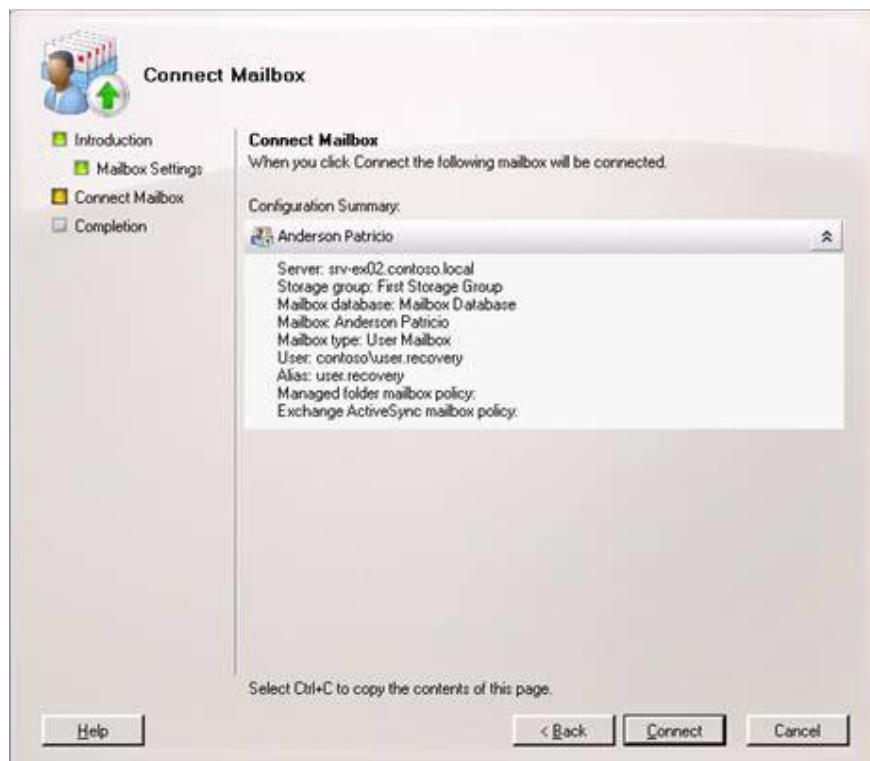 Connect Mailbox
Introduction
Mailbox Settings
Connect Mailbox
Completion
Connect Mailbox
When you click Connect the following mailbox will be connected.
Configuration Summary:
Anderson Patricio
Server: srv-ex02.contoso.local
Storage group: First Storage Group
Mailbox database: Mailbox Database
Mailbox: Anderson Patricio
Mailbox type: User Mailbox
User: contoso\user.recovery
Alias: user.recovery
Managed folder mailbox policy:
Exchange ActiveSync mailbox policy:
Select Ctrl+C to copy the contents of this page.
Help
< Back
Connect
Cancel